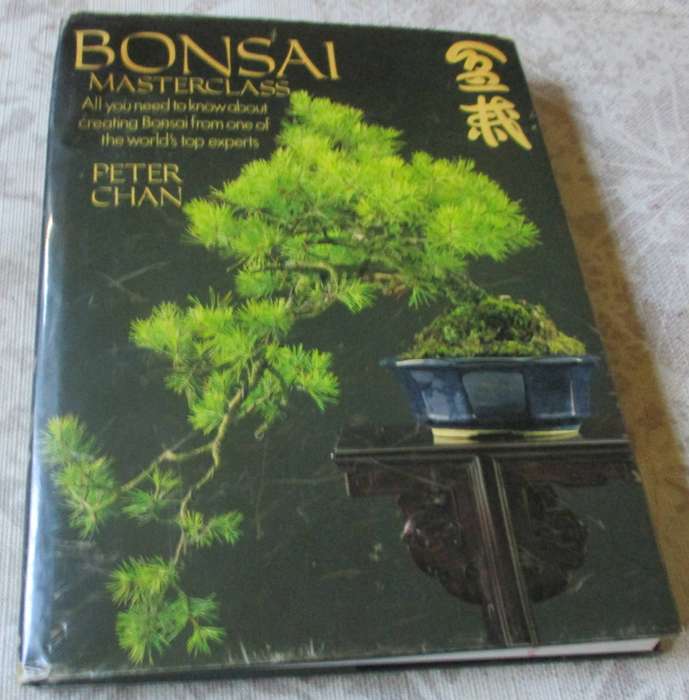 BONSAI
MASTERCLASS
All you need to know about
creating Bonsai from one of
the world's top experts
PETER
CHAN
盆栽